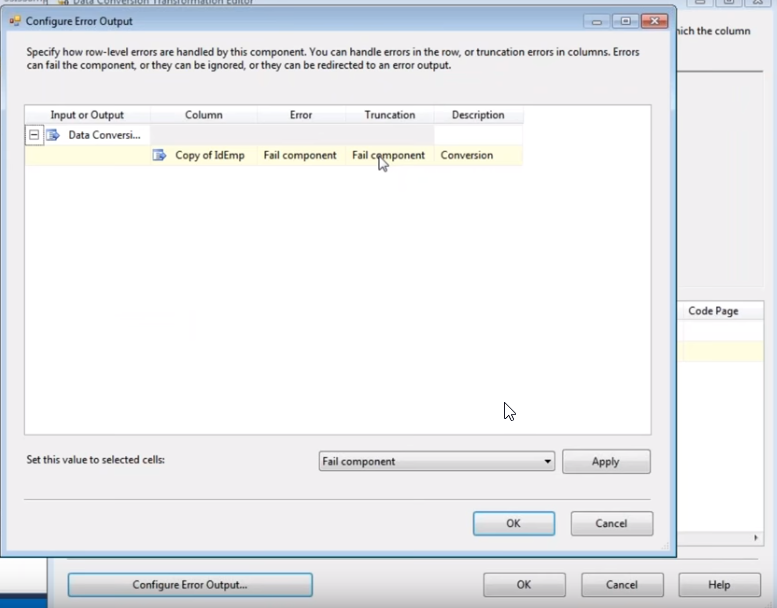 Data Conversion Transformation Editor
Configure Error Output
hich the column
Specify how row-level errors are handled by this component. You can handle errors in the row, or truncation errors in columns. Errors
can fail the component, or they can be ignored, or they can be redirected to an error output.
Input or Output Column Error Truncation Description
Data Conversi...
Copy of IdEmp Fail component Fail component Conversion
Code Page
Set this value to selected cells: Fail component Apply
OK Cancel
Configure Error Output... OK Cancel Help